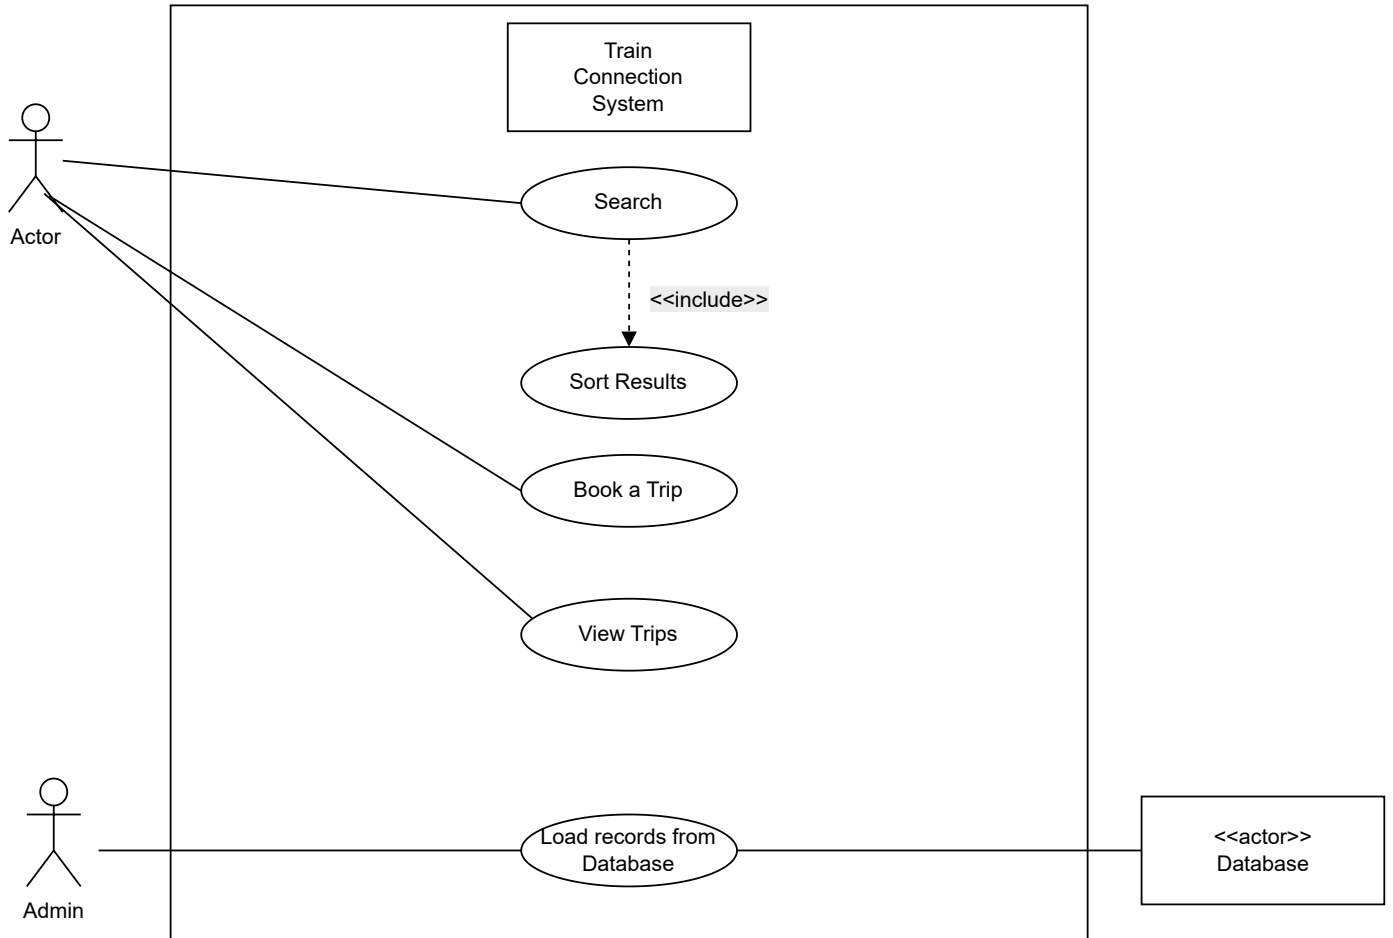 Train
Connection
System
Search
Actor
<<include>>
Sort Results
Book a Trip
View Trips
Load records from
Database
<<actor>>
Database
Admin